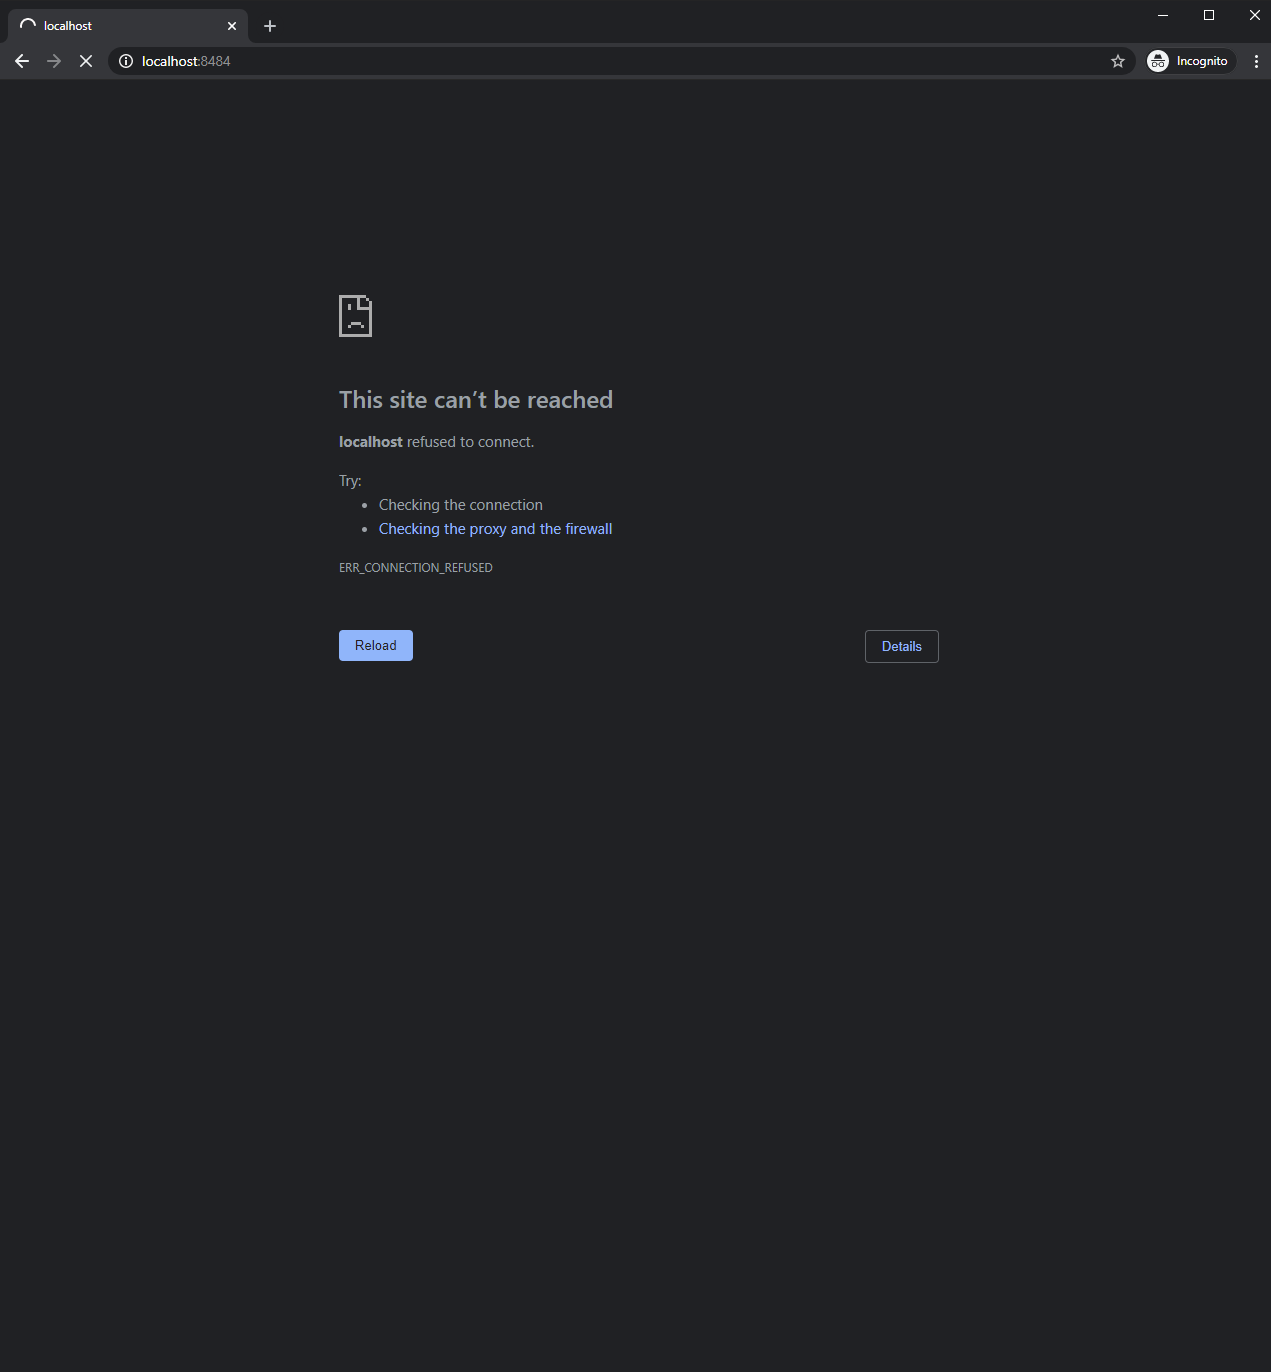 localhost
localhost:8484
Incognito
This site can’t be reached
localhost refused to connect.
Try:
• Checking the connection
• Checking the proxy and the firewall
ERR_CONNECTION_REFUSED
Reload
Details